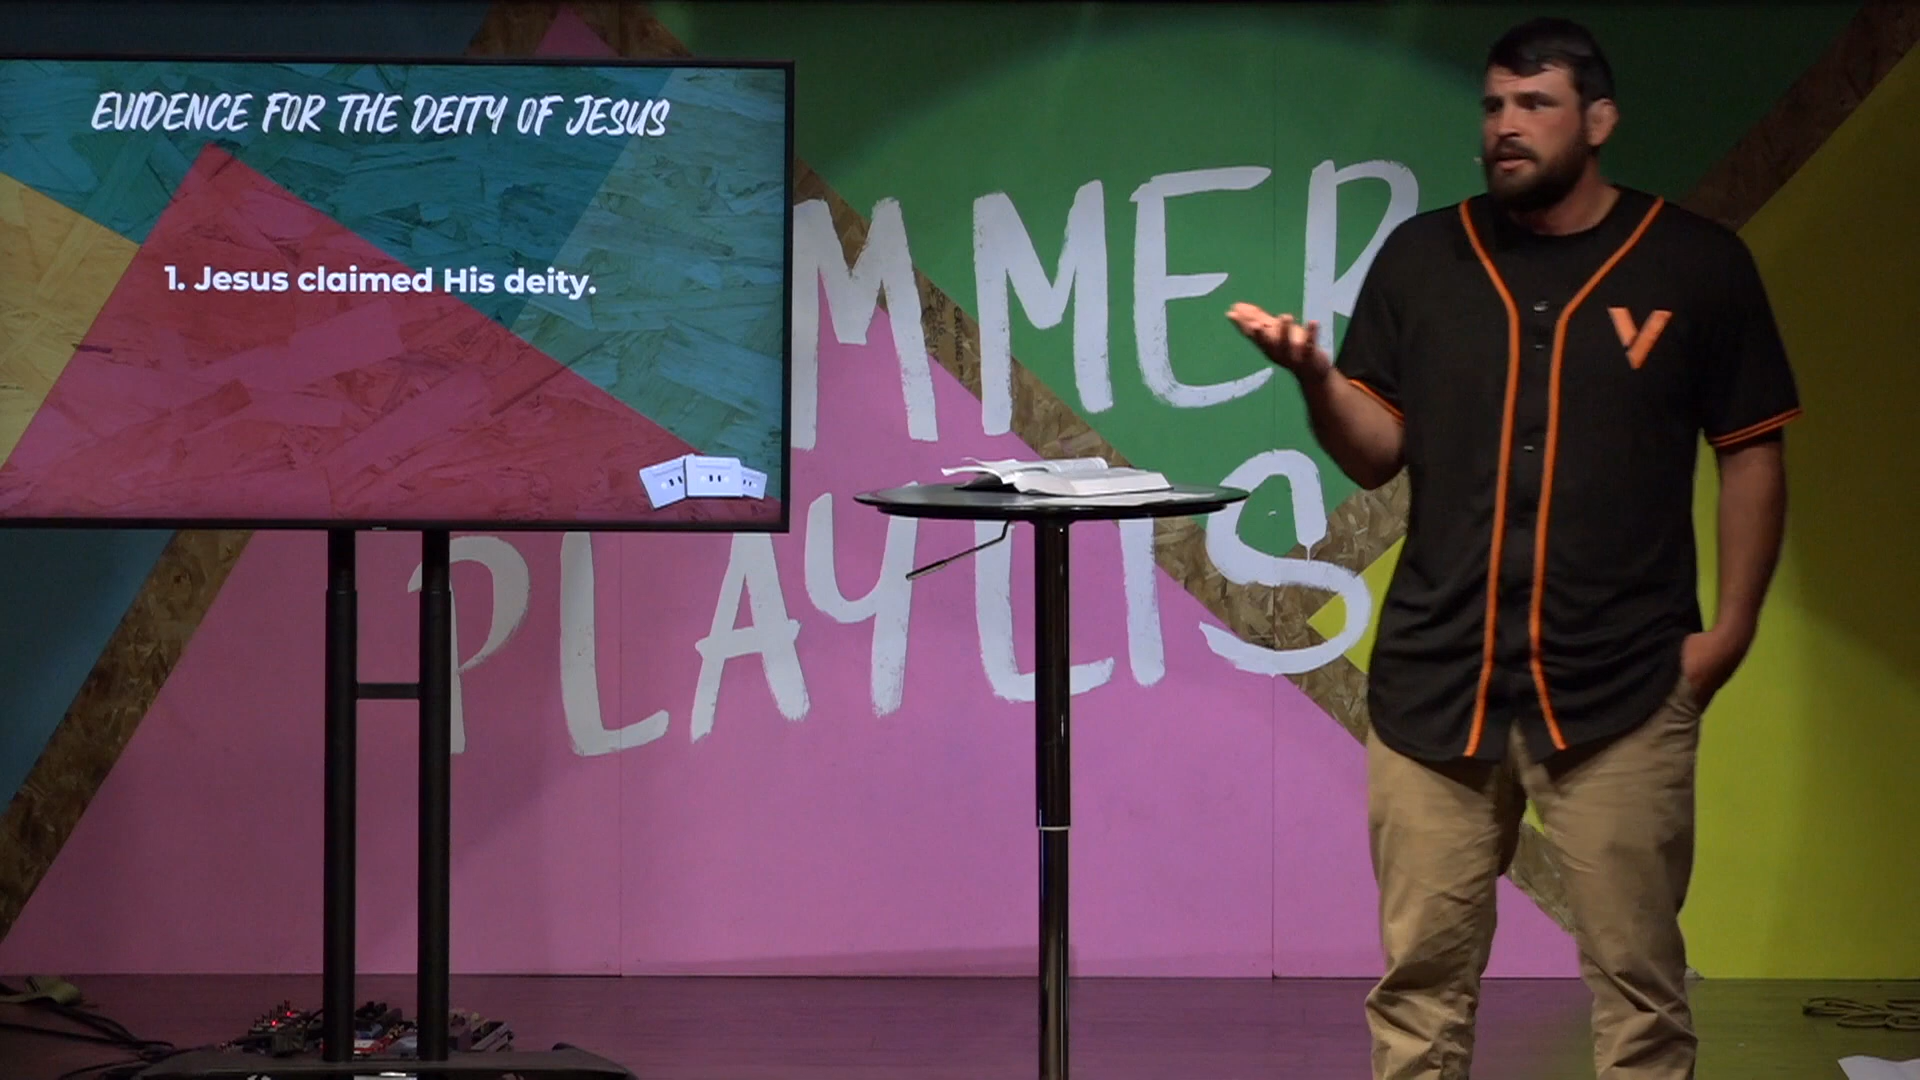 EVIDENCE FOR THE DEITY OF JESUS
1. Jesus claimed His deity.
MMER
PLAYLIS
V